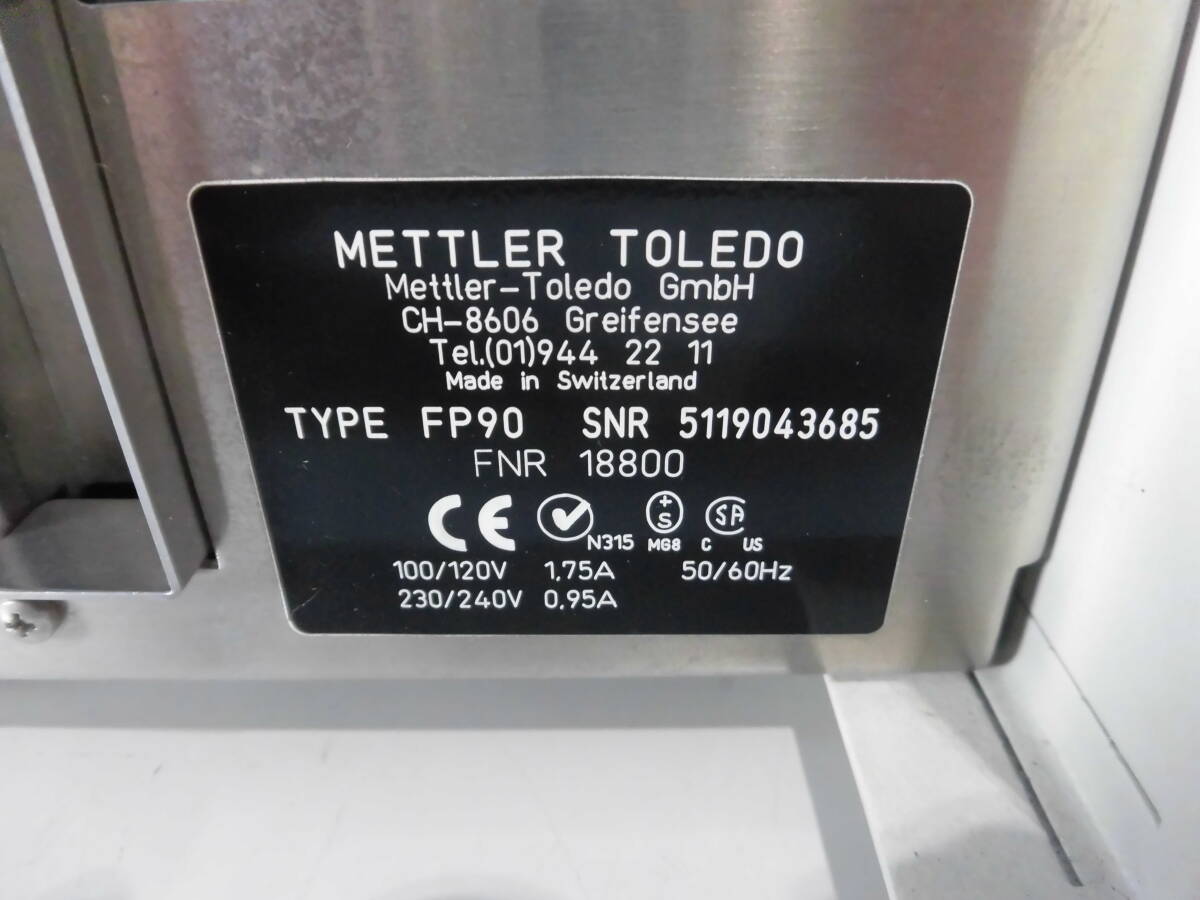 METTLER TOLEDO
Mettler-Toledo GmbH
CH-8606 Greifensee
Tel.(01)944 22 11
Made in Switzerland
TYPE FP90 SNR 5119043685
FNR 18800
CE N315 +S MG8 C SA US
100/120V 1,75A 50/60Hz
230/240V 0,95A